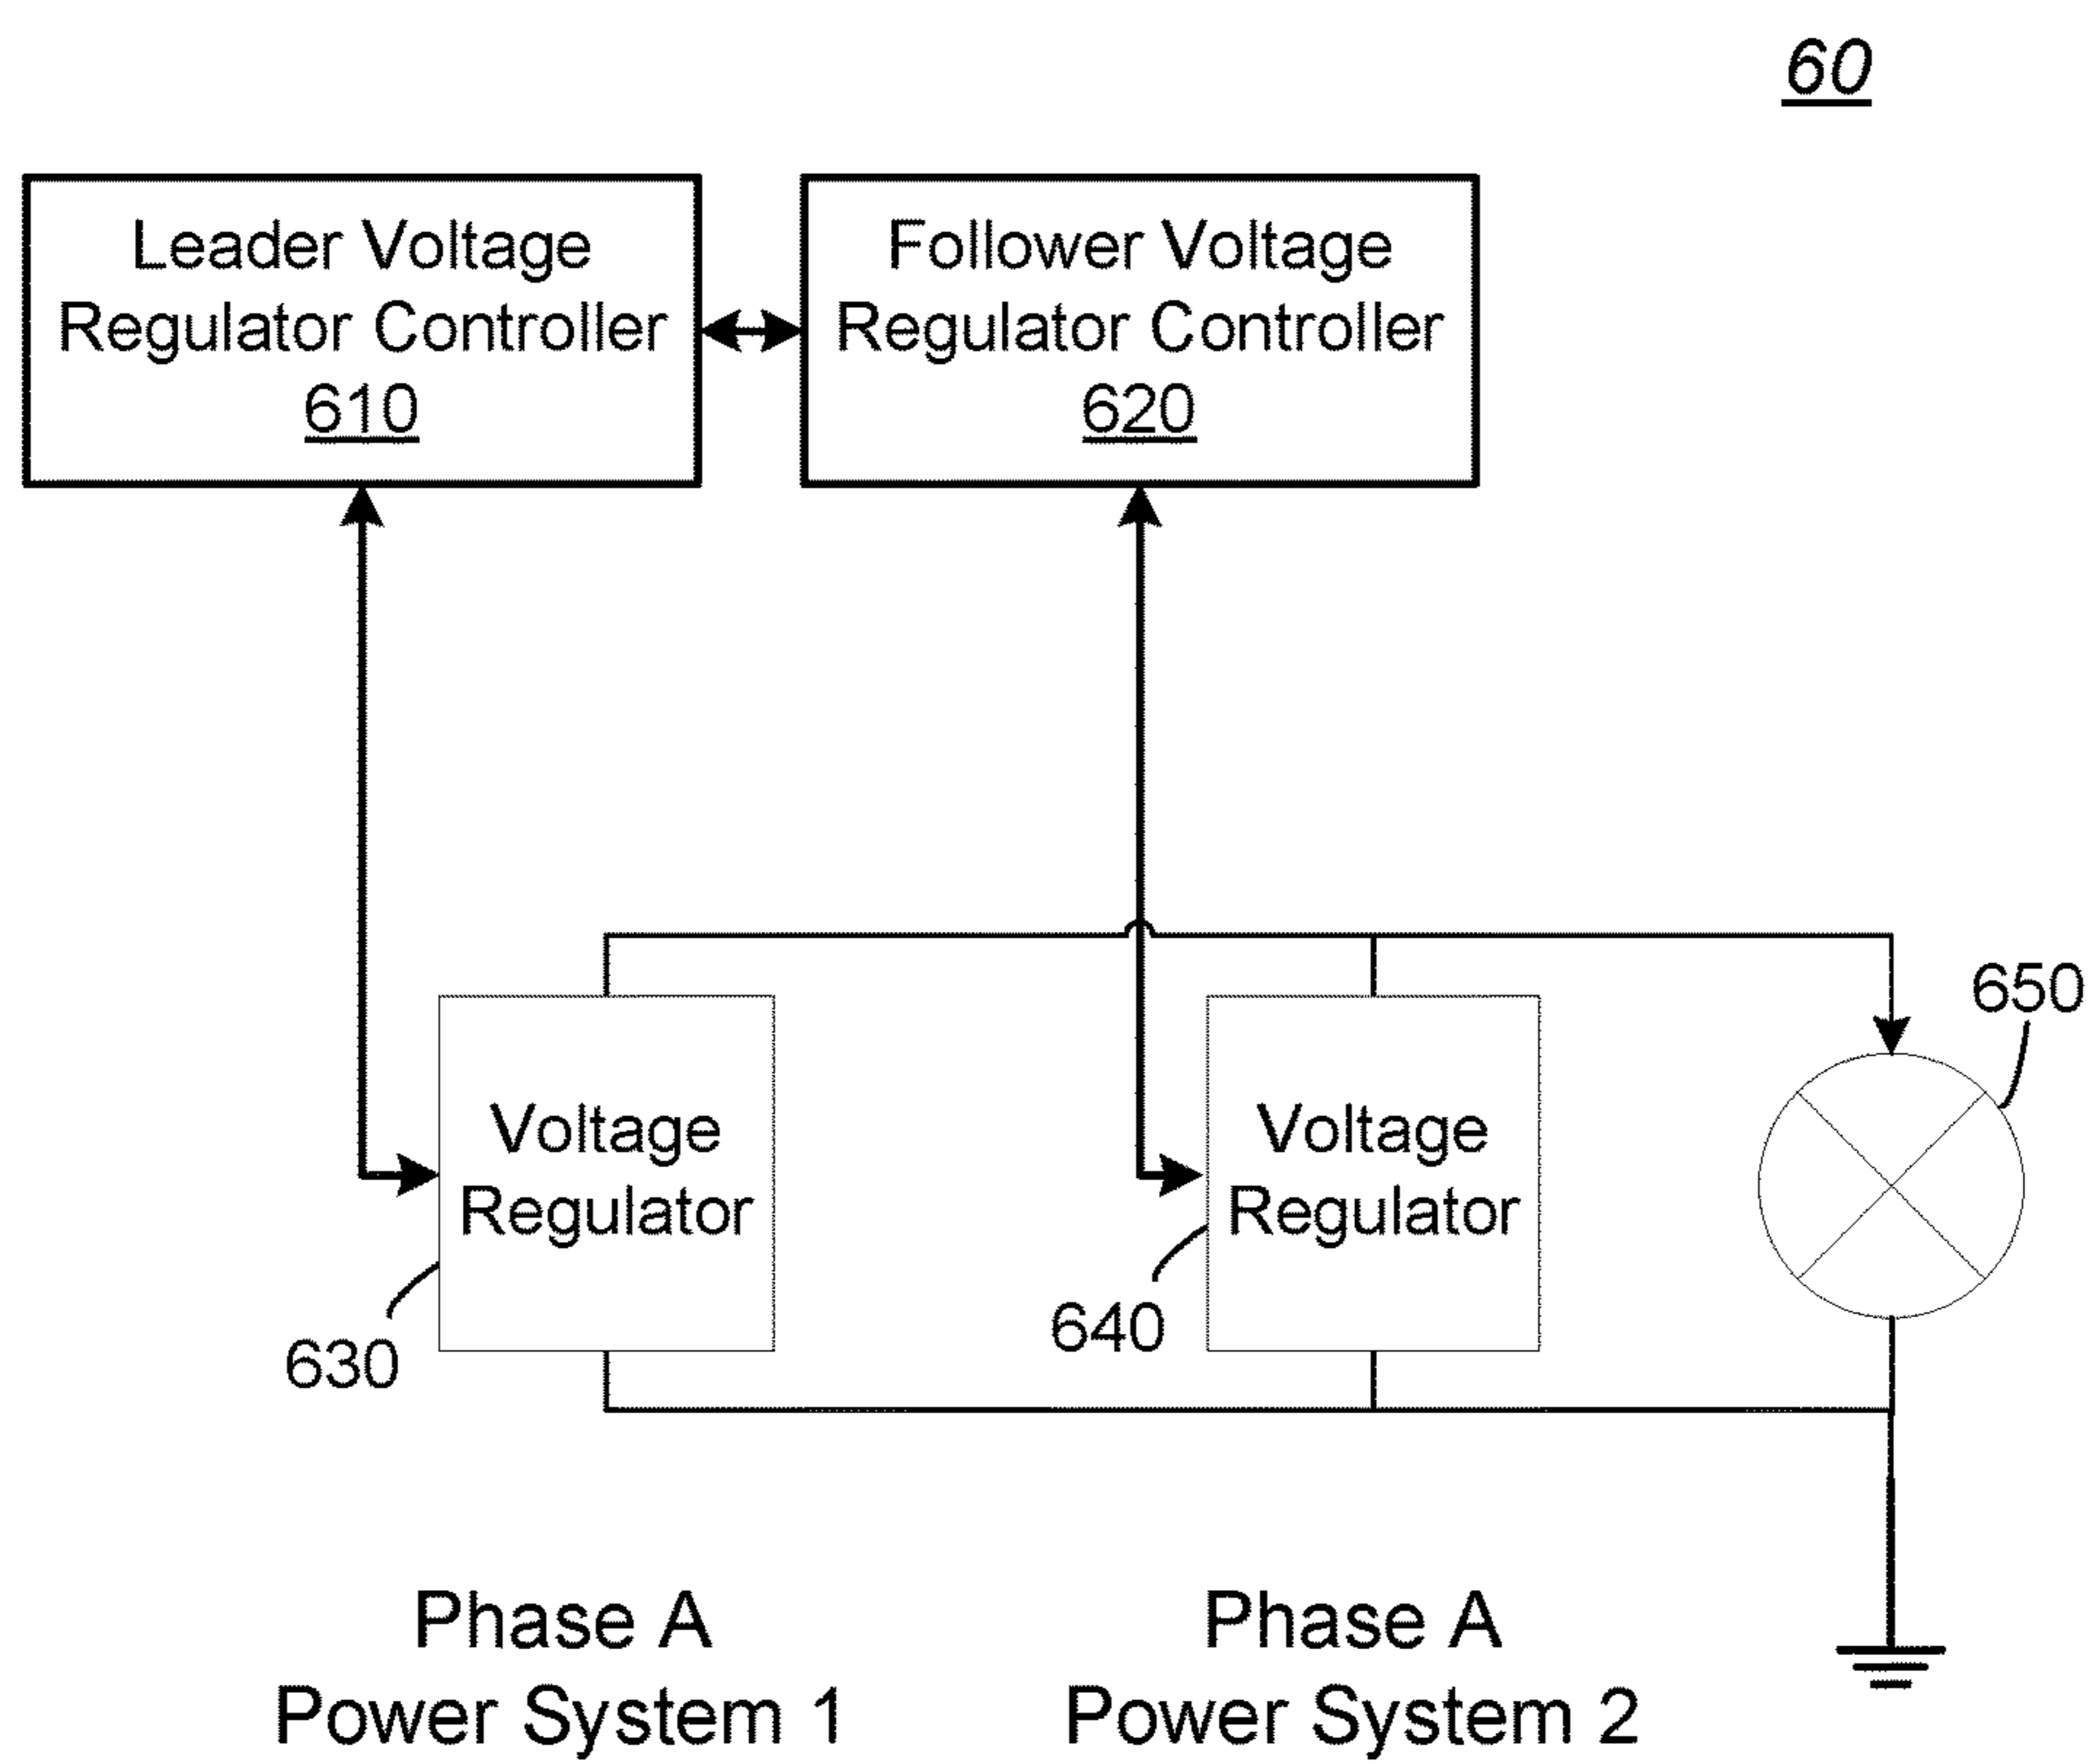 60
Leader Voltage
Regulator Controller
610
Follower Voltage
Regulator Controller
620
650
Voltage
Regulator
630
Voltage
Regulator
640
Phase A
Power System 1
Phase A
Power System 2